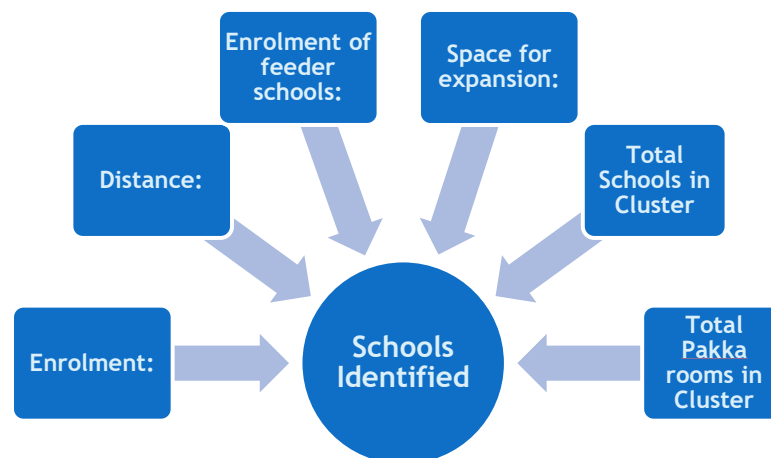 Enrolment of
feeder
schools:
Space for
expansion:
Distance:
Total
Schools in
Cluster
Enrolment:
Schools
Identified
Total
Pakka
rooms in
Cluster